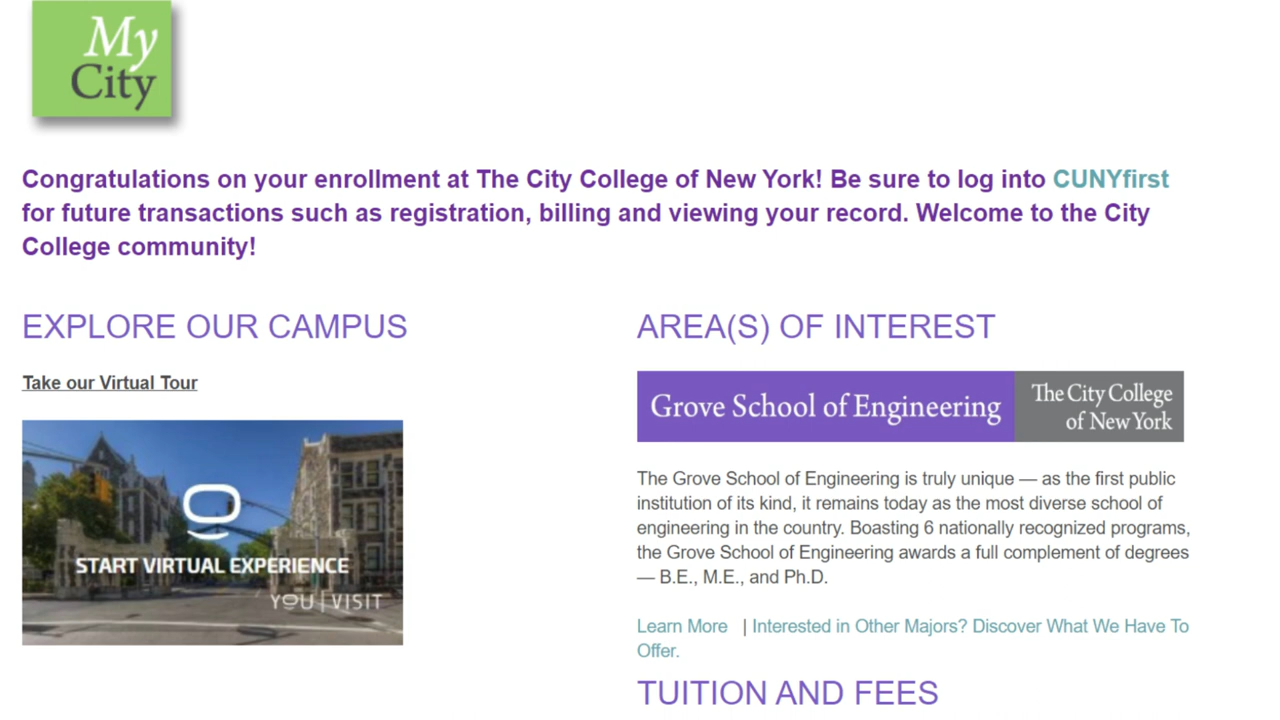 My
City
Congratulations on your enrollment at The City College of New York! Be sure to log into CUNYfirst
for future transactions such as registration, billing and viewing your record. Welcome to the City
College community!
EXPLORE OUR CAMPUS
Take our Virtual Tour
START VIRTUAL EXPERIENCE
YOU | VISIT
AREA(S) OF INTEREST
Grove School of Engineering
The City College
of New York
The Grove School of Engineering is truly unique — as the first public
institution of its kind, it remains today as the most diverse school of
engineering in the country. Boasting 6 nationally recognized programs,
the Grove School of Engineering awards a full complement of degrees
— B.E., M.E., and Ph.D.
Learn More | Interested in Other Majors? Discover What We Have To
Offer.
TUITION AND FEES